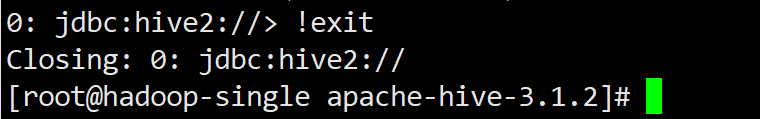 0: jdbc:hive2://> !exit
Closing: 0: jdbc:hive2://
[root@hadoop-single apache-hive-3.1.2]#